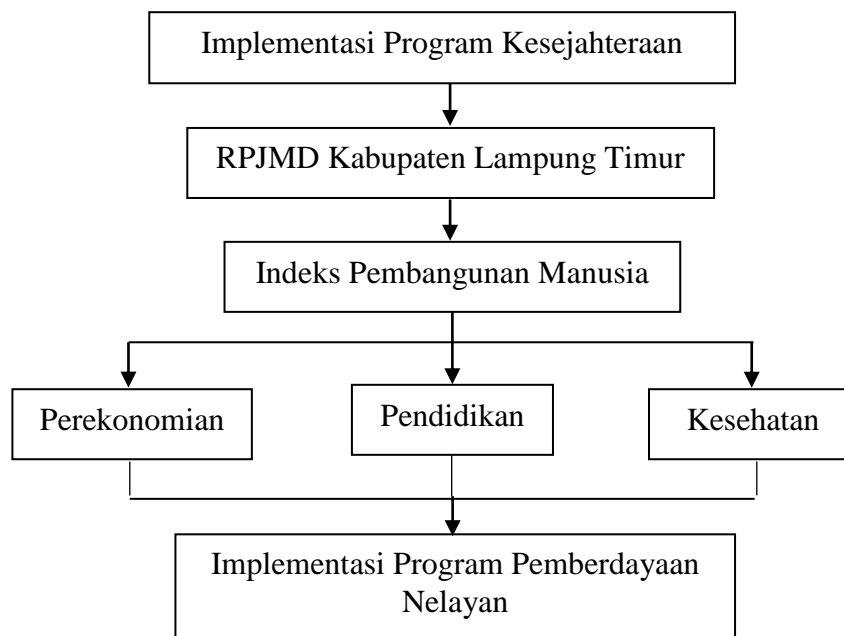 Implementasi Program Kesejahteraan
RPJMD Kabupaten Lampung Timur
Indeks Pembangunan Manusia
Perekonomian
Pendidikan
Kesehatan
Implementasi Program Pemberdayaan
Nelayan